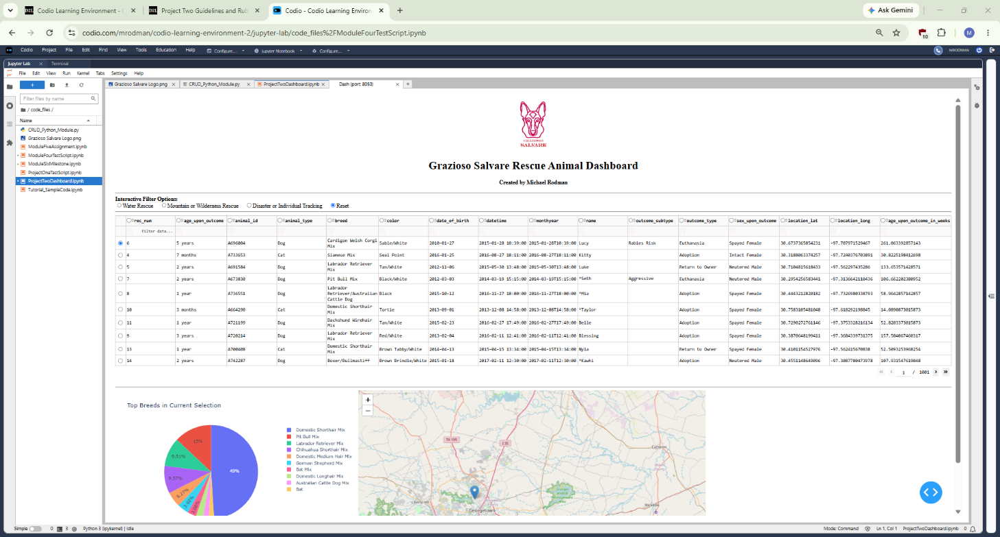 Codio Learning Environment - C
Project Two Guidelines and Rub
Codio - Codio Learning Environ
Ask Gemini
codio.com/mrodman/codio-learning-environment-2/jupyter-lab/code_files%2FModuleFourTestScript.ipynb
10
M
Codio Project File Edit Find View Tools Education Help Configure... Jupyter Notebook Configure... MRODMAN
Jupyter Lab Terminal
File Edit View Run Kernel Tabs Settings Help
Grazioso Salvare Logo.png CRUD_Python_Module.py ProjectTwoDashboard.ipynb Dash (port: 8050)
Filter files by name
/ code_files /
Name
CRUD_Python_Module.py
Grazioso Salvare Logo.png
ModuleFiveAssignment.ipynb
ModuleFourTestScript.ipynb
ModuleSixMilestone.ipynb
ProjectOneTestScript.ipynb
ProjectTwoDashboard.ipynb
Tutorial_SampleCode.ipynb
GRAZIOSO
SALVARE
Grazioso Salvare Rescue Animal Dashboard
Created by Michael Rodman
Interactive Filter Options:
Water Rescue Mountain or Wilderness Rescue Disaster or Individual Tracking Reset
rec_num age_upon_outcome animal_id animal_type breed color date_of_birth datetime monthyear name outcome_subtype outcome_type sex_upon_outcome location_lat location_long age_upon_outcome_in_weeks
filter data...
6 5 years A696004 Dog Cardigan Welsh Corgi Mix Sable/White 2010-01-27 2015-01-28 10:39:00 2015-01-28T10:39:00 Lucy Rabies Risk Euthanasia Spayed Female 30.6737365854231 -97.707971529467 261.063392857143
4 7 months A733653 Cat Siamese Mix Seal Point 2016-01-25 2016-08-27 18:11:00 2016-08-27T18:11:00 Kitty Adoption Intact Female 30.3188063374257 -97.7240376703891 30.8225198412698
5 2 years A691584 Dog Labrador Retriever Mix Tan/White 2012-11-06 2015-05-30 13:48:00 2015-05-30T13:48:00 Luke Return to Owner Neutered Male 30.7104815618433 -97.562297435286 133.653571428571
7 2 years A673830 Dog Pit Bull Mix Black/White 2012-03-03 2014-03-19 15:15:00 2014-03-19T15:15:00 *Seth Aggressive Euthanasia Neutered Male 30.2954256583441 -97.3136642110436 106.662202380952
8 1 year A736551 Dog Labrador Retriever/Australian Cattle Dog Black 2015-10-12 2016-11-27 18:00:00 2016-11-27T18:00:00 *Mia Adoption Spayed Female 30.4443212820182 -97.7326980338793 58.9642857142857
10 3 months A664290 Cat Domestic Shorthair Mix Tortie 2013-09-01 2013-12-08 14:58:00 2013-12-08T14:58:00 *Taylor Adoption Spayed Female 30.7583105481048 -97.618292198845 14.0890873015873
11 1 year A721199 Dog Dachshund Wirehair Mix Tan/White 2015-02-23 2016-02-27 17:49:00 2016-02-27T17:49:00 Belle Adoption Spayed Female 30.7290272761146 -97.3753328216134 52.8203373015873
9 3 years A720214 Dog Labrador Retriever Mix Red/White 2013-02-04 2016-02-11 12:41:00 2016-02-11T12:41:00 Blessing Adoption Spayed Female 30.3870648199411 -97.3684339731375 157.504067460317
13 1 year A700408 Cat Domestic Shorthair Mix Brown Tabby/White 2014-04-13 2015-04-15 13:34:00 2015-04-15T13:34:00 Nyla Return to Owner Spayed Female 30.4101154527976 -97.562415670838 52.5093253968254
14 2 years A742287 Dog Boxer/Bullmastiff Brown Brindle/White 2015-01-18 2017-02-11 12:30:00 2017-02-11T12:30:00 *Kawhi Adoption Neutered Male 30.4551148649096 -97.3087780473978 107.931547619048
1 / 1001
Top Breeds in Current Selection
49%
13%
9.91%
9.57%
5.27%
3.92%
Domestic Shorthair Mix
Pit Bull Mix
Labrador Retriever Mix
Chihuahua Shorthair Mix
Domestic Medium Hair Mix
German Shepherd Mix
Bat Mix
Domestic Longhair Mix
Australian Cattle Dog Mix
Bat
TX 195
I 35
Cameron
Liberty Hill
Georgetown
Rockdale
Simple 0 3 Python 3 (ipykernel) | Idle
Mode: Command Ln 1, Col 1 ProjectTwoDashboard.ipynb 0